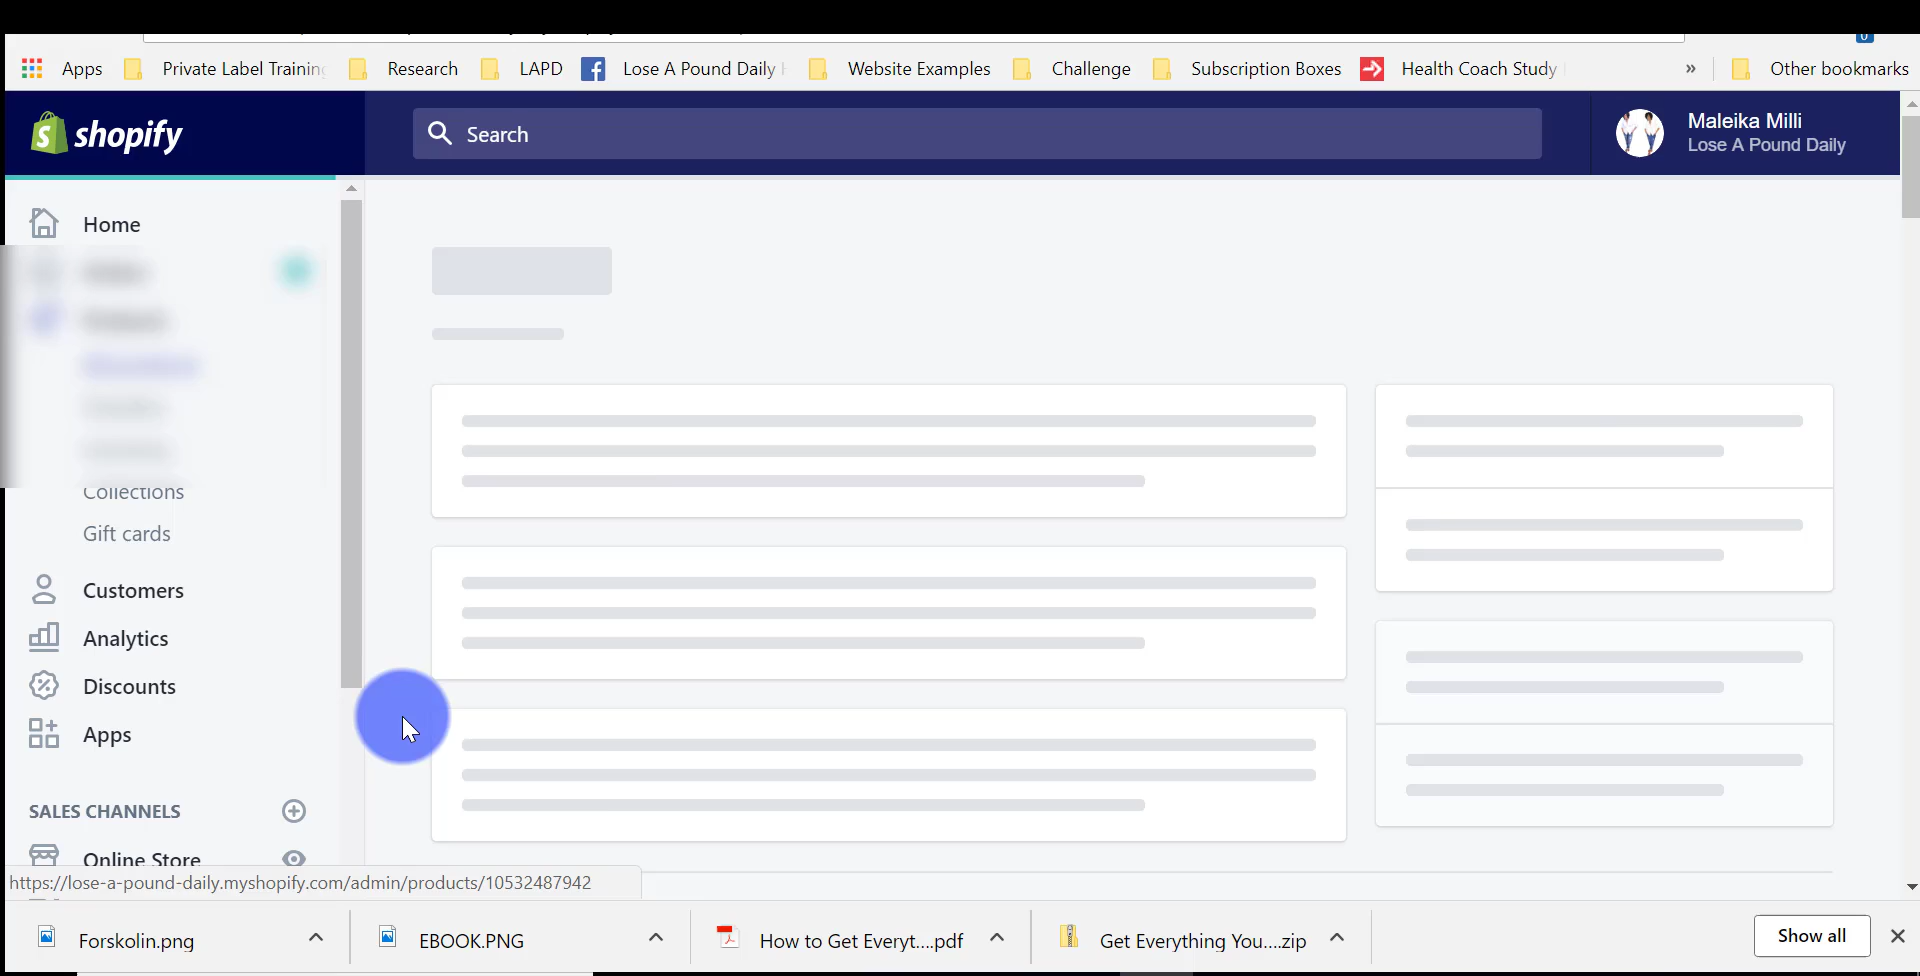 Apps
Private Label Training
Research
LAPD
Lose A Pound Daily
Website Examples
Challenge
Subscription Boxes
Health Coach Study
»
Other bookmarks
shopify
Search
Maleika Milli
Lose A Pound Daily
Home
Collections
Gift cards
Customers
Analytics
Discounts
Apps
SALES CHANNELS
Online Store
https://lose-a-pound-daily.myshopify.com/admin/products/10532487942
Forskolin.png
EBOOK.PNG
How to Get Everyt....pdf
Get Everything You....zip
Show all